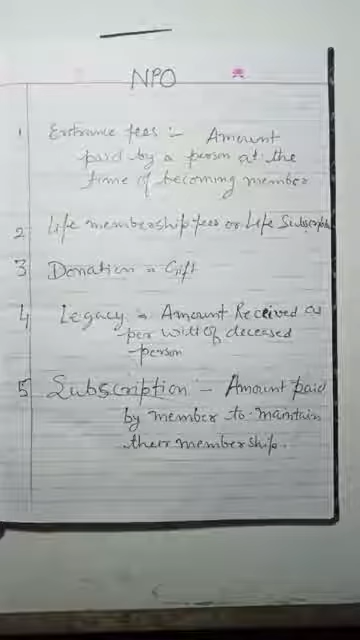 NPO
1 Entrance fees :- Amount
paid by a person at the
time of becoming member
2 Life membership fees or Life Subscription
3 Donation = Gift
4 Legacy :- Amount Received as
per will of deceased
person
5 Subscription :- Amount paid
by member to maintain
their membership.